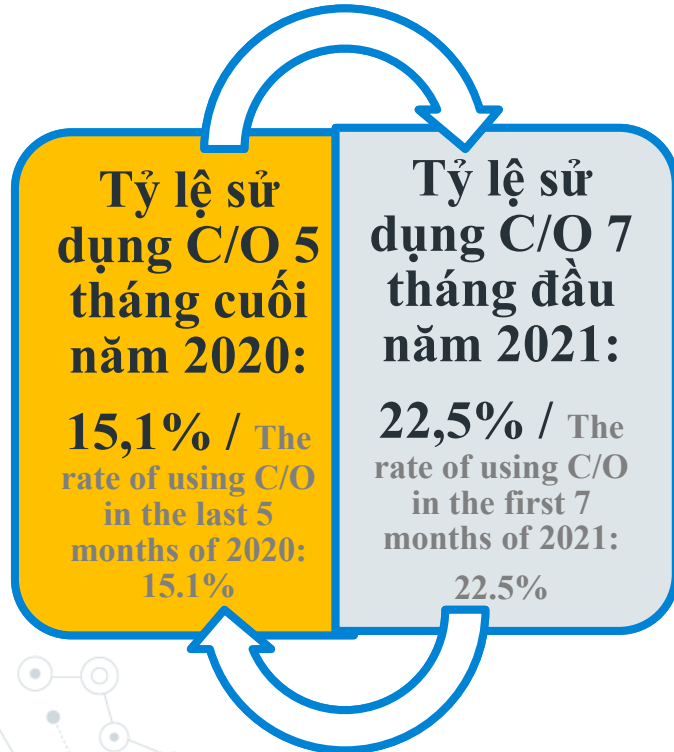 Tỷ lệ sử
dụng C/O 5
tháng cuối
năm 2020:
15,1% / The
rate of using C/O
in the last 5
months of 2020:
15.1%
Tỷ lệ sử
dụng C/O 7
tháng đầu
năm 2021:
22,5% / The
rate of using C/O
in the first 7
months of 2021:
22.5%